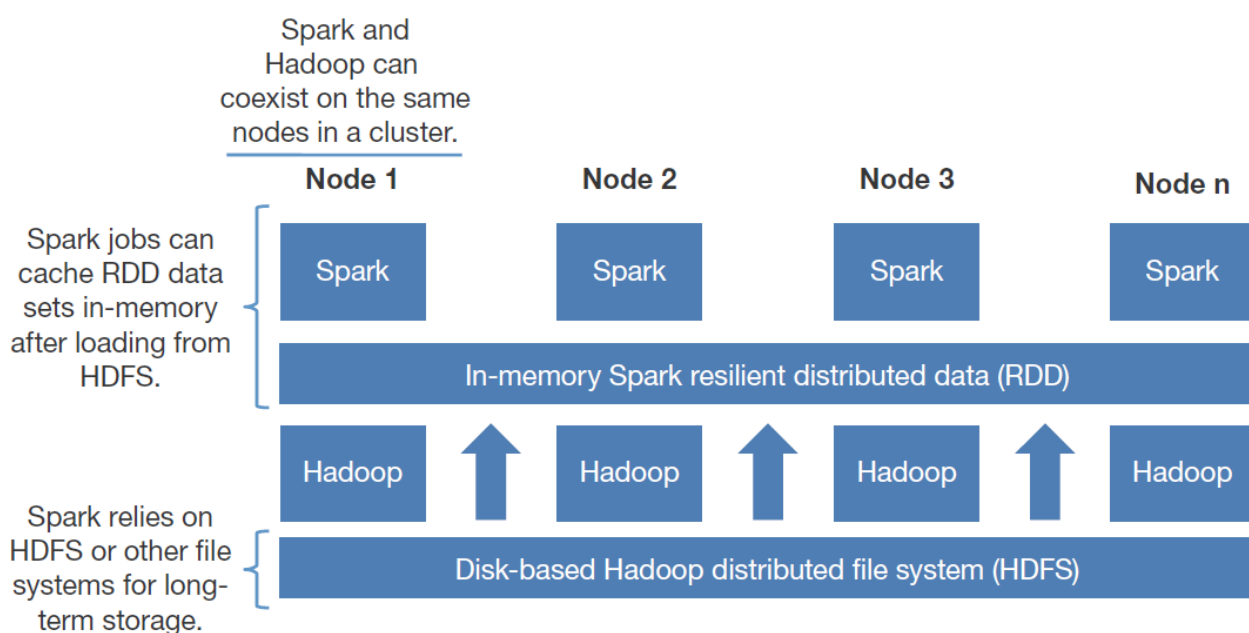 Spark and
Hadoop can
coexist on the same
nodes in a cluster.
Node 1
Node 2
Node 3
Node n
Spark jobs can
cache RDD data
sets in-memory
after loading from
HDFS.
Spark
Spark
Spark
Spark
In-memory Spark resilient distributed data (RDD)
Hadoop
Hadoop
Hadoop
Hadoop
Spark relies on
HDFS or other file
systems for long-
term storage.
Disk-based Hadoop distributed file system (HDFS)